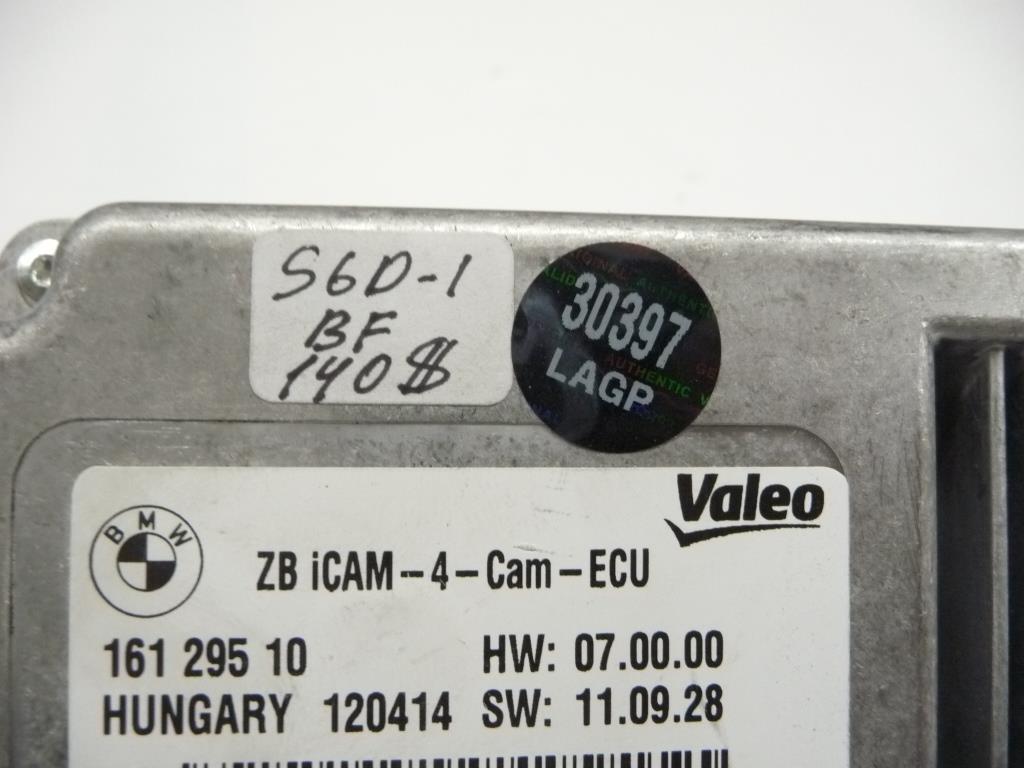 S6D-1
BF
140$
30397
LAGP
AUTHENTIC
Valeo
BMW
ZB iCAM-4-Cam-ECU
161 295 10 HW: 07.00.00
HUNGARY 120414 SW: 11.09.28